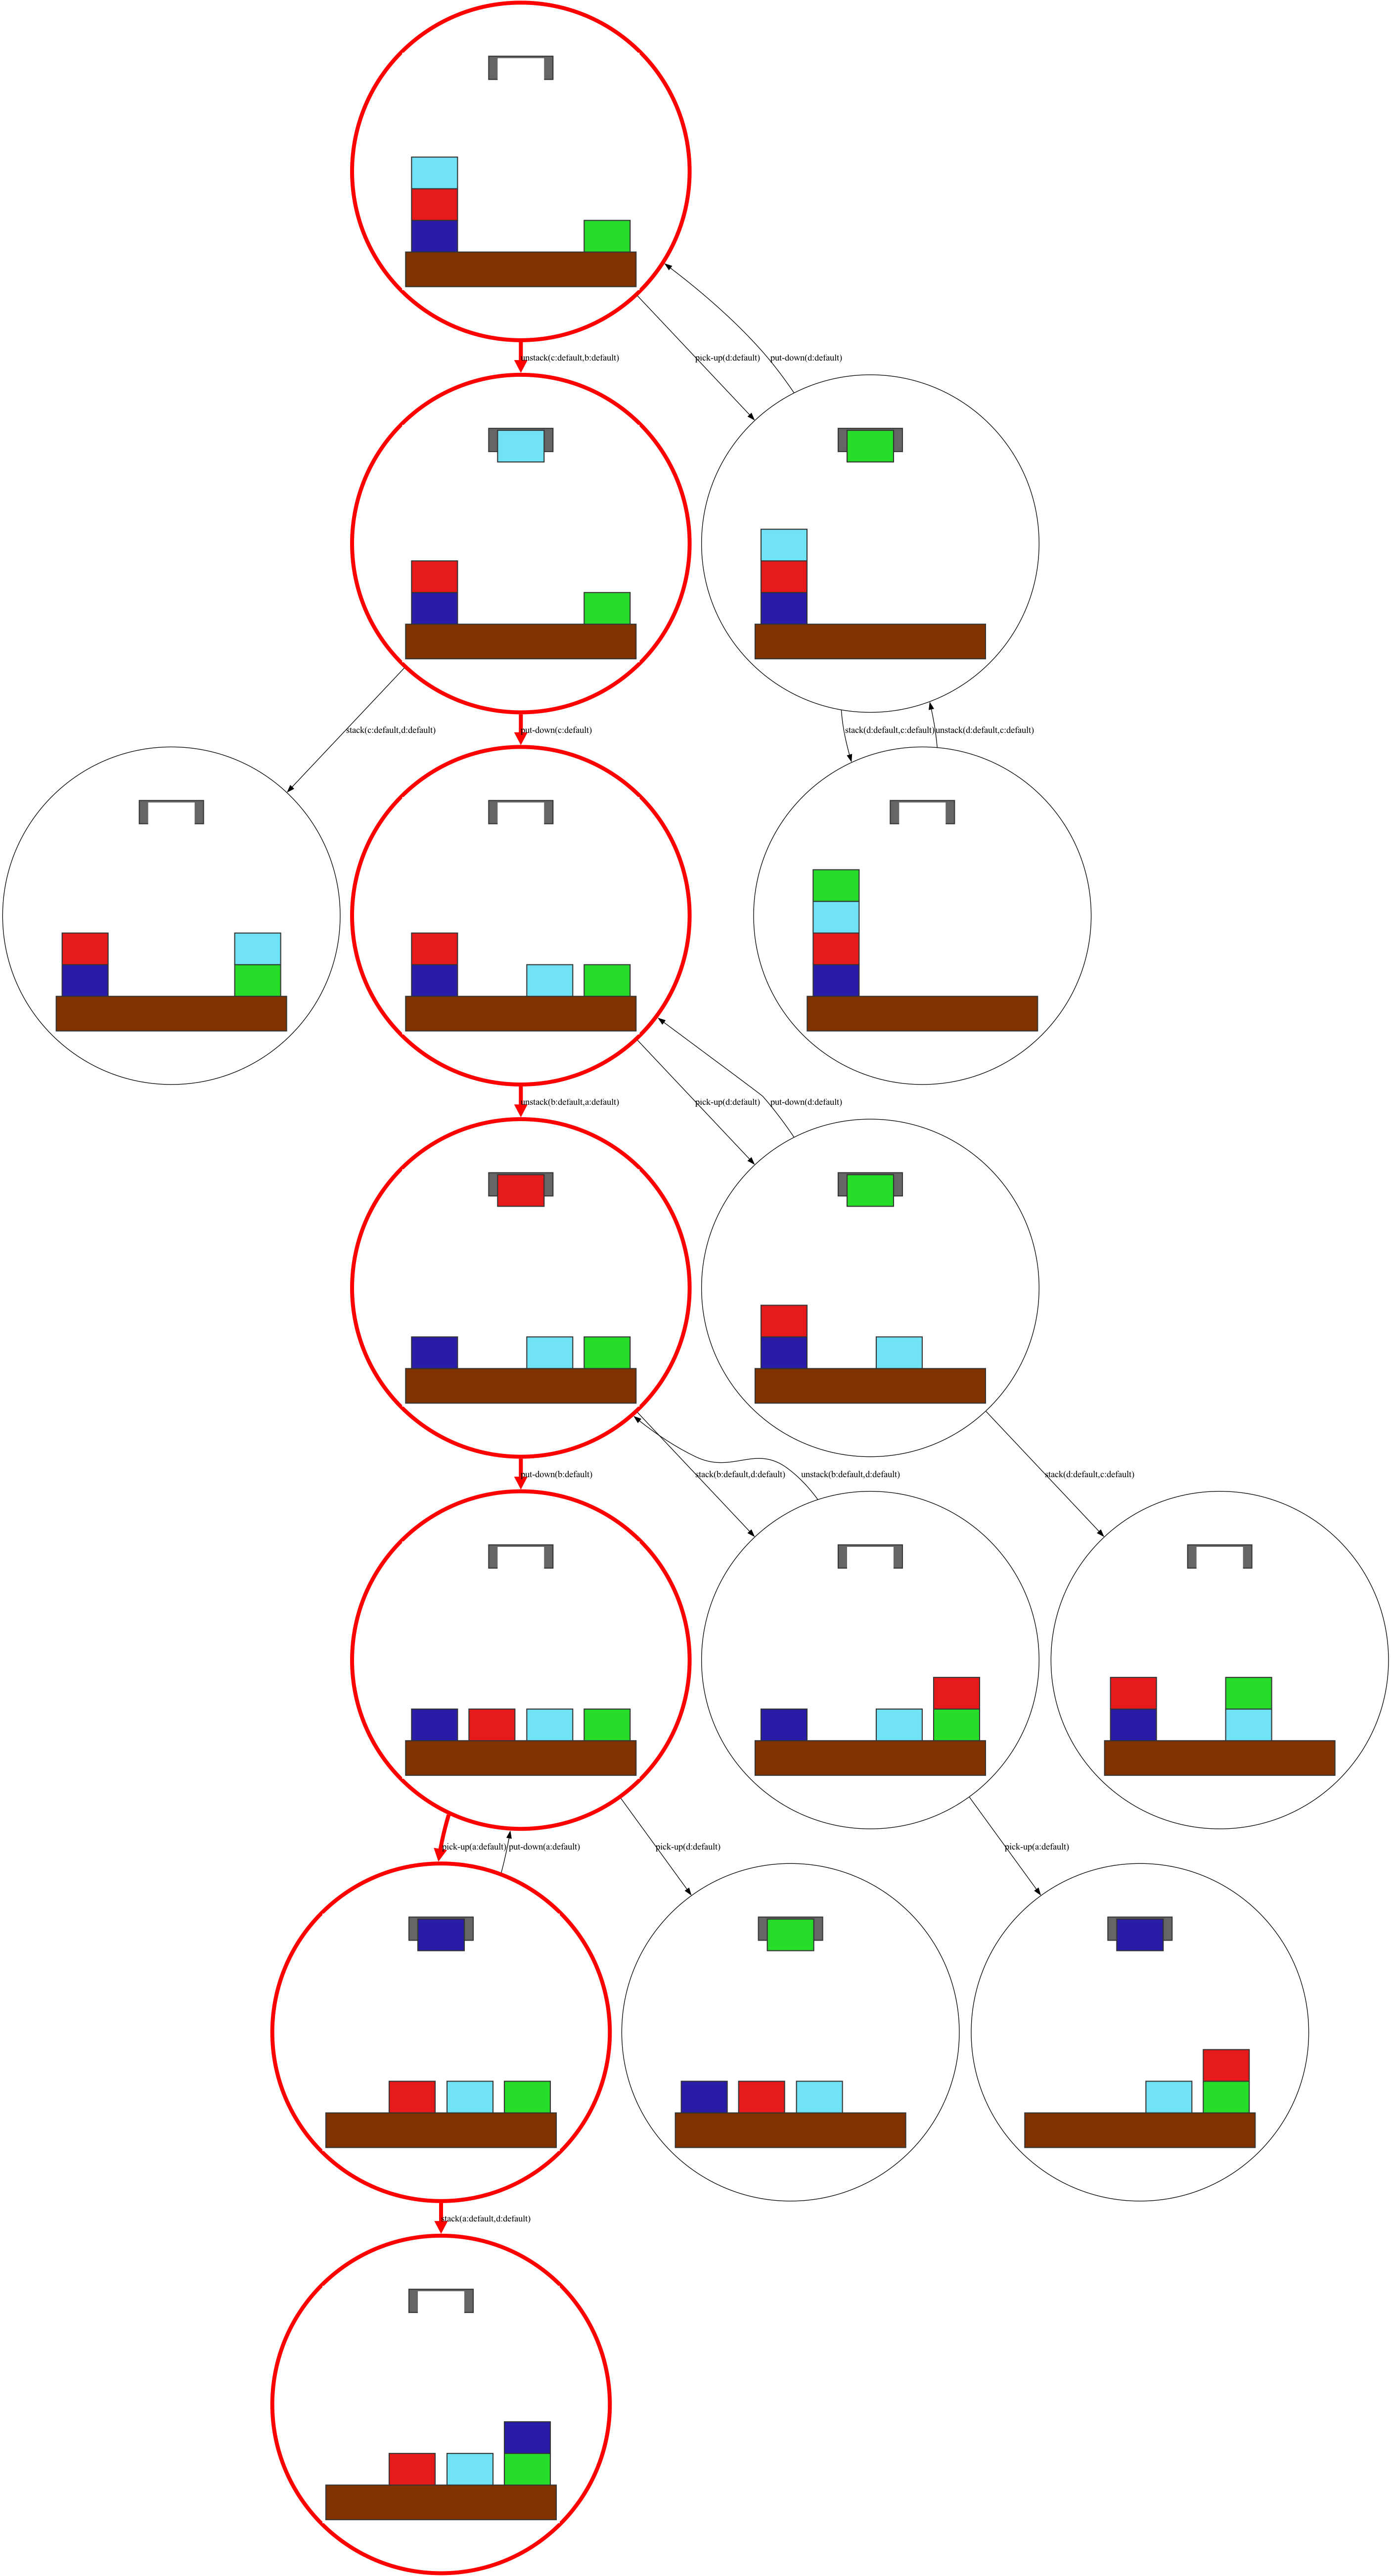 unstack(c:default,b:default)
pick-up(d:default)
put-down(d:default)
stack(c:default,d:default)
put-down(c:default)
stack(d:default,c:default)
unstack(d:default,c:default)
unstack(b:default,a:default)
pick-up(d:default)
put-down(d:default)
put-down(b:default)
stack(b:default,d:default)
unstack(b:default,d:default)
stack(d:default,c:default)
pick-up(a:default)
put-down(a:default)
pick-up(d:default)
pick-up(a:default)
stack(a:default,d:default)